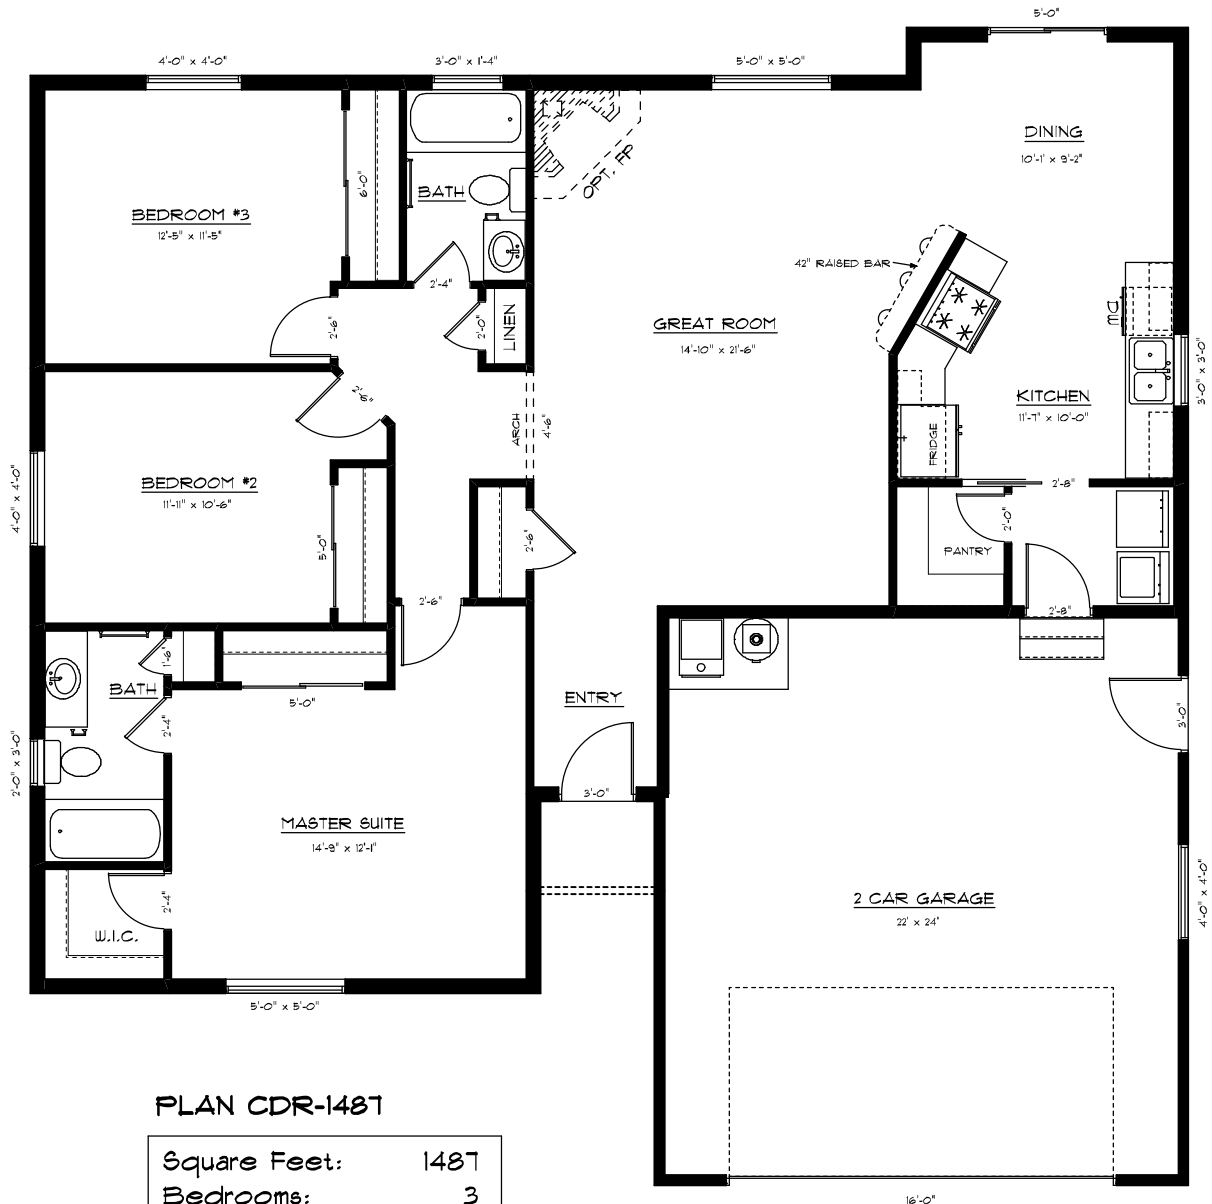 5'-0"
4'-0" x 4'-0"
3'-0" x 1'-4"
5'-0" x 5'-0"
DINING
10'-1" x 9'-2"
OPT. FP
BATH
6'-0"
BEDROOM #3
12'-5" x 11'-5"
42" RAISED BAR
2'-4"
DW
LINEN
2'-0"
2'-6"
GREAT ROOM
14'-10" x 21'-6"
3'-0" x 3'-0"
2'-6"
KITCHEN
11'-7" x 10'-0"
ARCH
4'-6"
FRIDGE
BEDROOM #2
11'-11" x 10'-6"
4'-0" x 4'-0"
2'-8"
2'-0"
PANTRY
5'-0"
2'-6"
2'-6"
2'-8"
1'-6"
BATH
5'-0"
ENTRY
2'-4"
3'-0"
2'-0" x 3'-0"
3'-0"
MASTER SUITE
14'-9" x 12'-1"
2 CAR GARAGE
22' x 24'
4'-0" x 4'-0"
2'-4"
W.I.C.
5'-0" x 5'-0"
PLAN CDR-1487
Square Feet: 1487
Bedrooms: 3
16'-0"